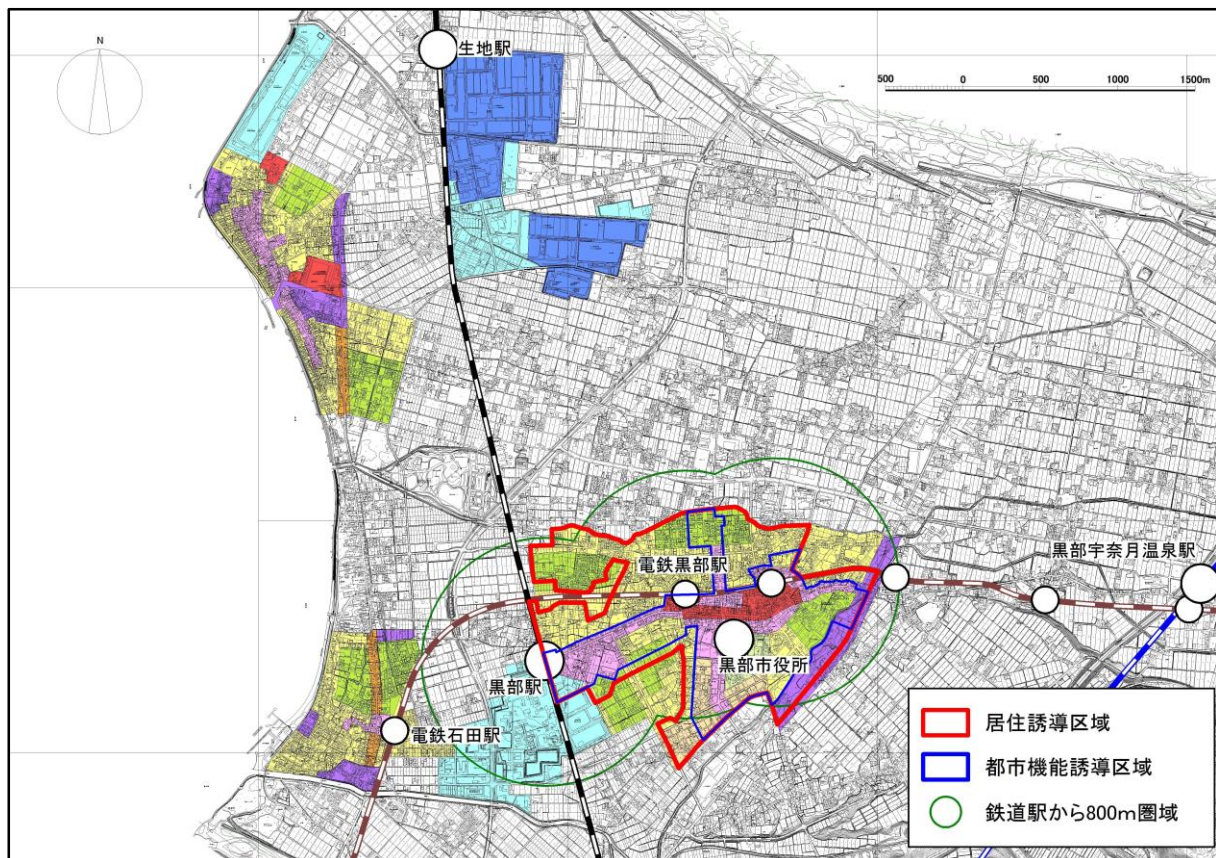 N
生地駅
500 0 500 1000 1500m
電鉄黒部駅
黒部宇奈月温泉駅
黒部市役所
黒部駅
電鉄石田駅
居住誘導区域
都市機能誘導区域
鉄道駅から800m圏域